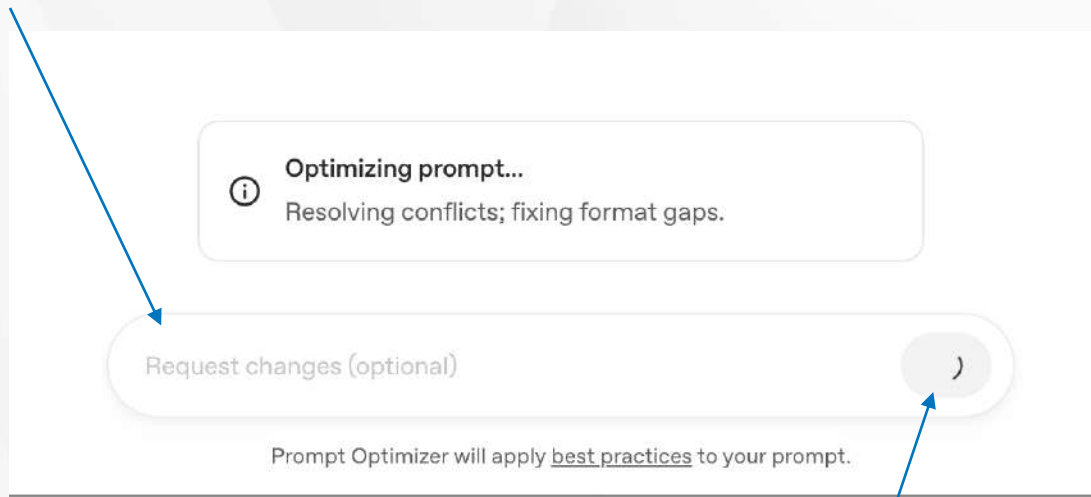 Optimizing prompt...
Resolving conflicts; fixing format gaps.
Request changes (optional)
Prompt Optimizer will apply best practices to your prompt.